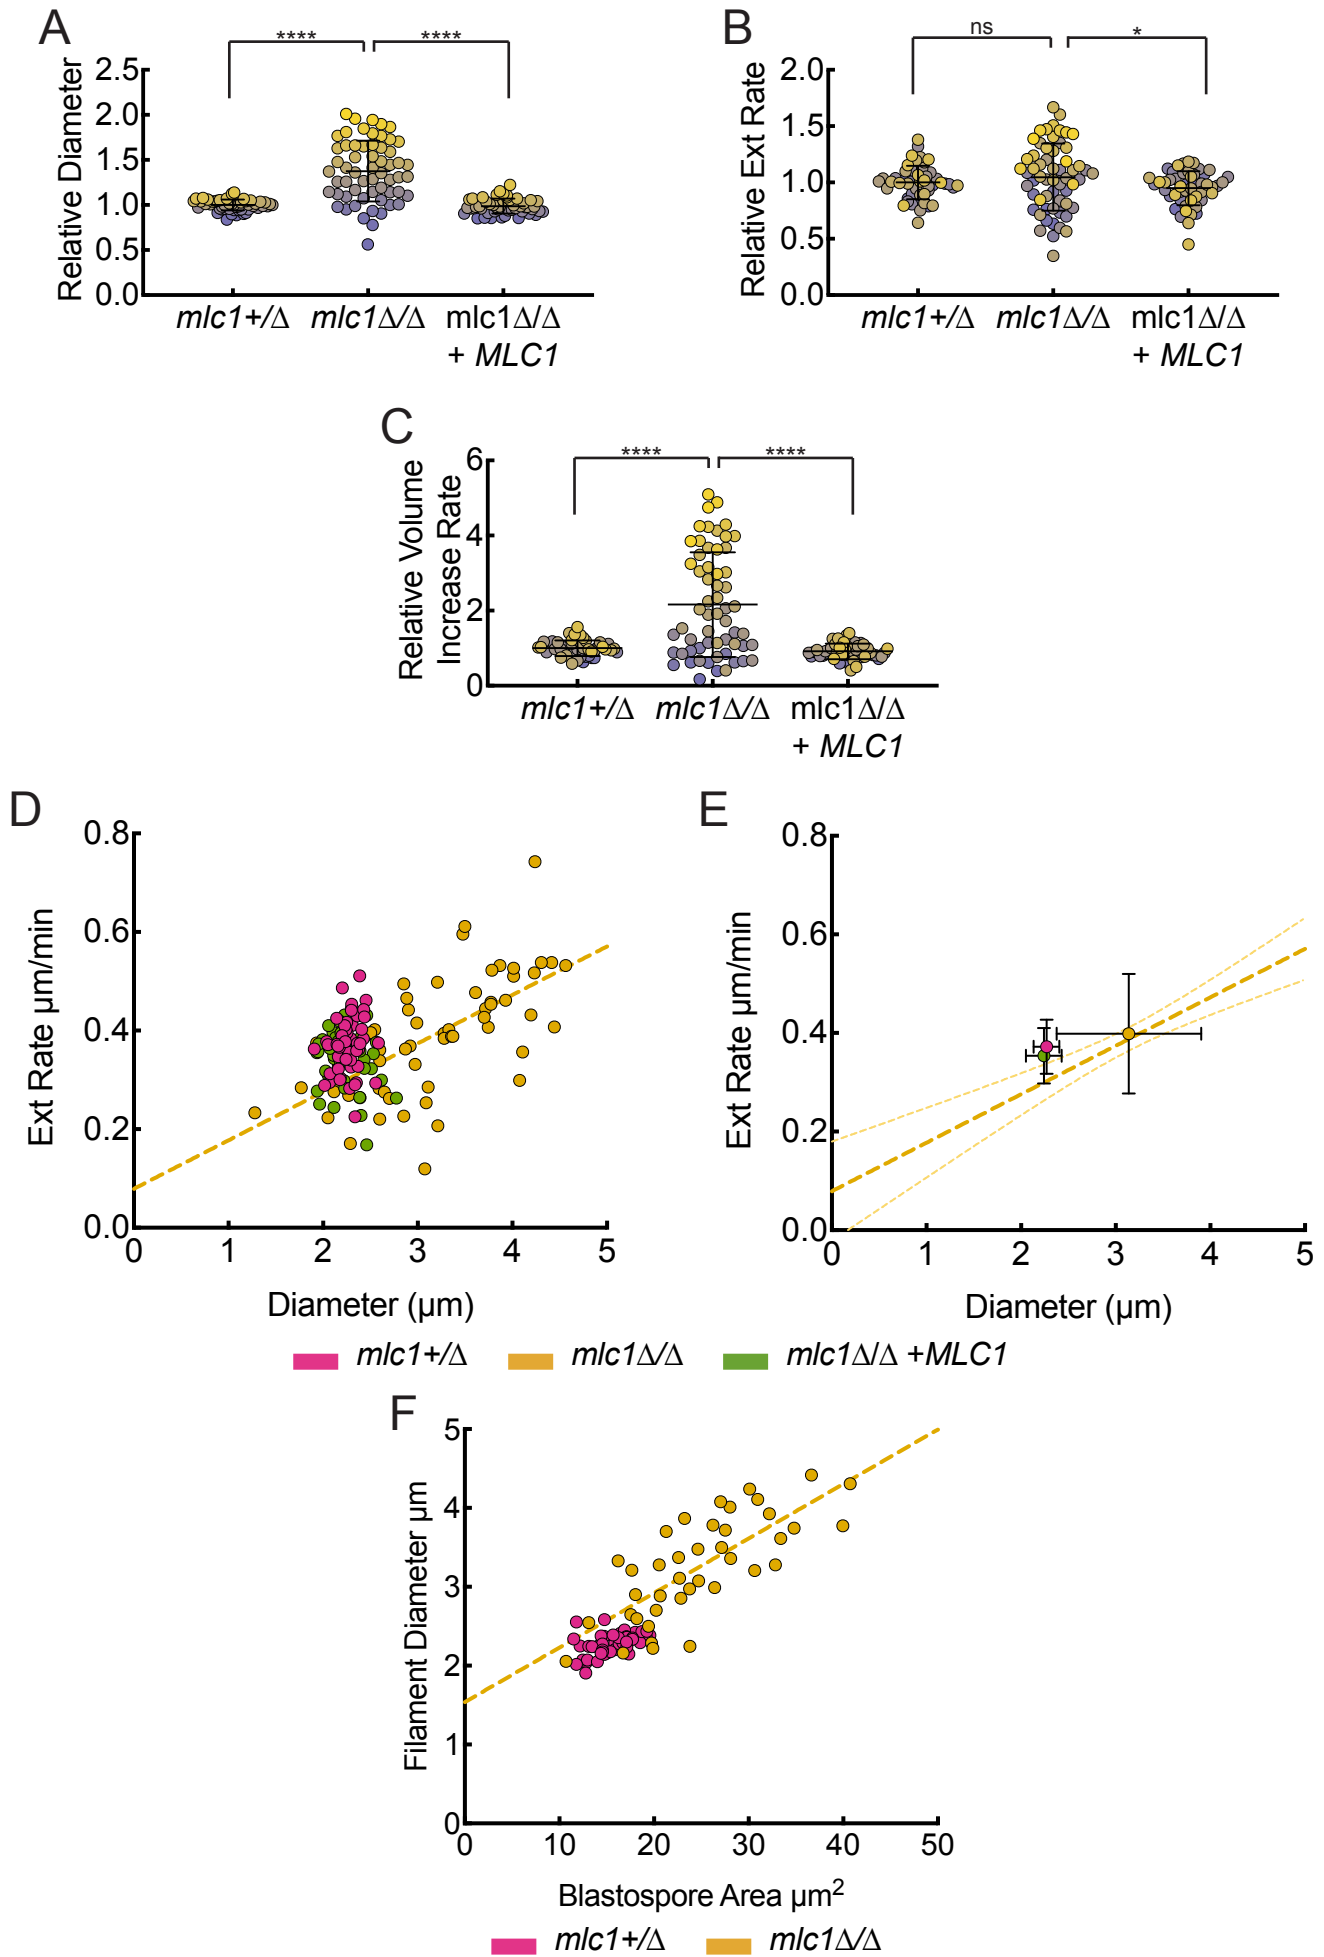 A
**** ****
Relative Diameter
2.5
2.0
1.5
1.0
0.5
0.0
mlc1+/Δ mlc1Δ/Δ mlc1Δ/Δ
+ MLC1
B
ns *
Relative Ext Rate
2.0
1.5
1.0
0.5
0.0
mlc1+/Δ mlc1Δ/Δ mlc1Δ/Δ
+ MLC1
C
**** ****
Relative Volume
Increase Rate
6
4
2
0
mlc1+/Δ mlc1Δ/Δ mlc1Δ/Δ
+ MLC1
D
Ext Rate µm/min
0.8
0.6
0.4
0.2
0.0
0 1 2 3 4 5
Diameter (µm)
E
Ext Rate µm/min
0.8
0.6
0.4
0.2
0.0
0 1 2 3 4 5
Diameter (µm)
mlc1+/Δ mlc1Δ/Δ mlc1Δ/Δ +MLC1
F
Filament Diameter µm
5
4
3
2
1
0
0 10 20 30 40 50
Blastospore Area µm²
mlc1+/Δ mlc1Δ/Δ